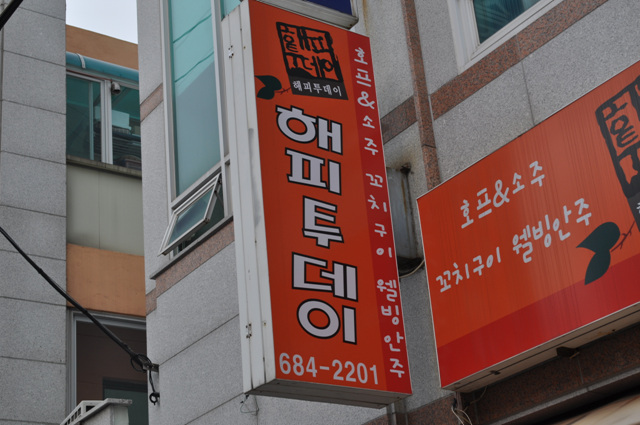 해피
투데이
해피투데이
해피투데이
684-2201
호프&소주 꼬치구이 웰빙안주
호프&소주
꼬치구이 웰빙안주